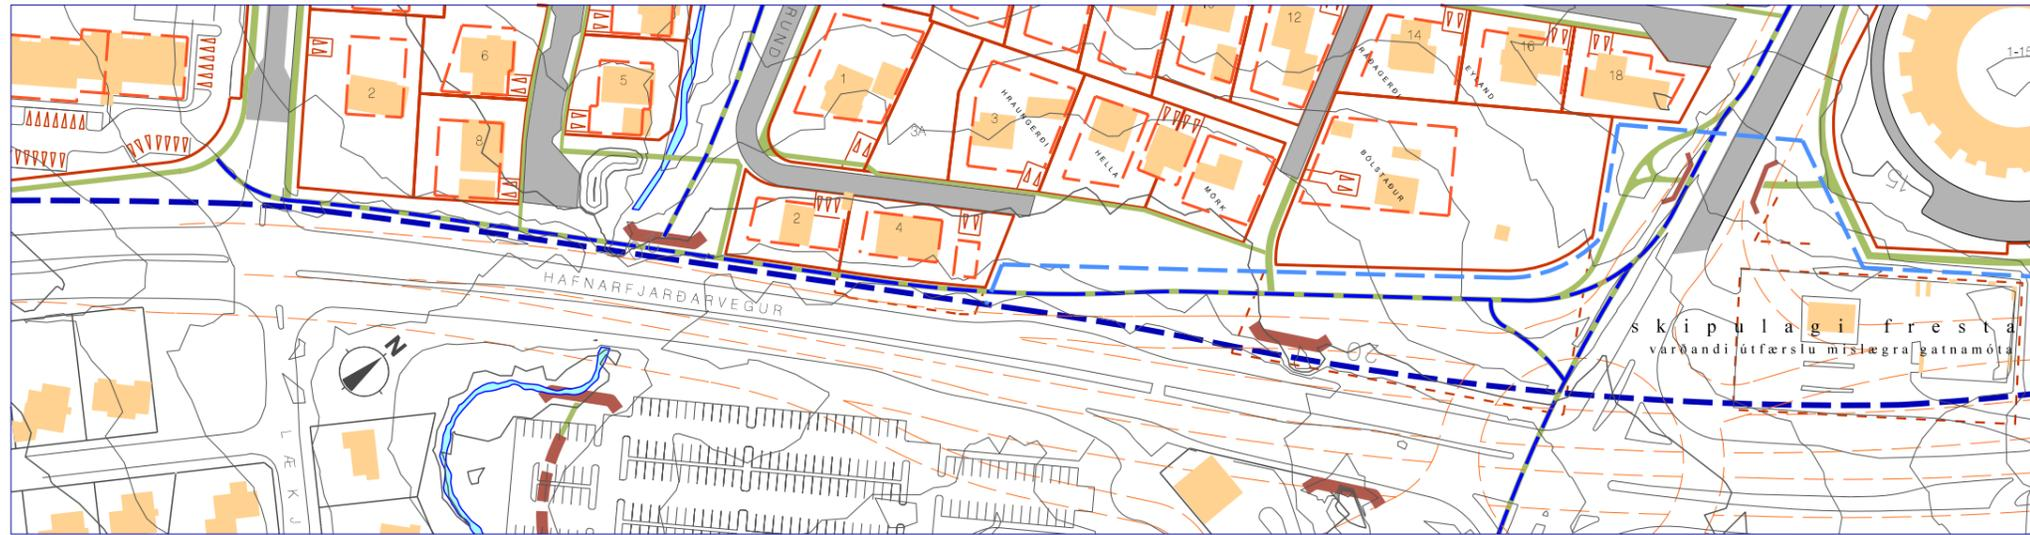 RUND
12
14
16
6
5
1
1-15
18
2
RÁÐAGERÐI
EYLAND
3
HRAUNGERÐI
3A
8
HELLA
BÓLSTAÐUR
MÖRK
15
2
4
HAFNARFJARÐARVEGUR
skipulagi fresta
varðandi útfærslu mislægra gatnamóta
20
N
LÆKJ